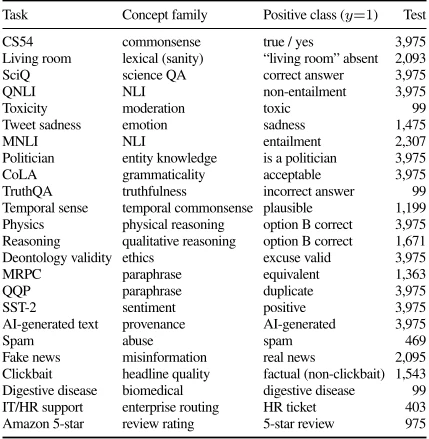 Task Concept family Positive class (y=1) Test
CS54 commonsense true / yes 3,975
Living room lexical (sanity) “living room” absent 2,093
SciQ science QA correct answer 3,975
QNLI NLI non-entailment 3,975
Toxicity moderation toxic 99
Tweet sadness emotion sadness 1,475
MNLI NLI entailment 2,307
Politician entity knowledge is a politician 3,975
CoLA grammaticality acceptable 3,975
TruthQA truthfulness incorrect answer 99
Temporal sense temporal commonsense plausible 1,199
Physics physical reasoning option B correct 3,975
Reasoning qualitative reasoning option B correct 1,671
Deontology validity ethics excuse valid 3,975
MRPC paraphrase equivalent 1,363
QQP paraphrase duplicate 3,975
SST-2 sentiment positive 3,975
AI-generated text provenance AI-generated 3,975
Spam abuse spam 469
Fake news misinformation real news 2,095
Clickbait headline quality factual (non-clickbait) 1,543
Digestive disease biomedical digestive disease 99
IT/HR support enterprise routing HR ticket 403
Amazon 5-star review rating 5-star review 975